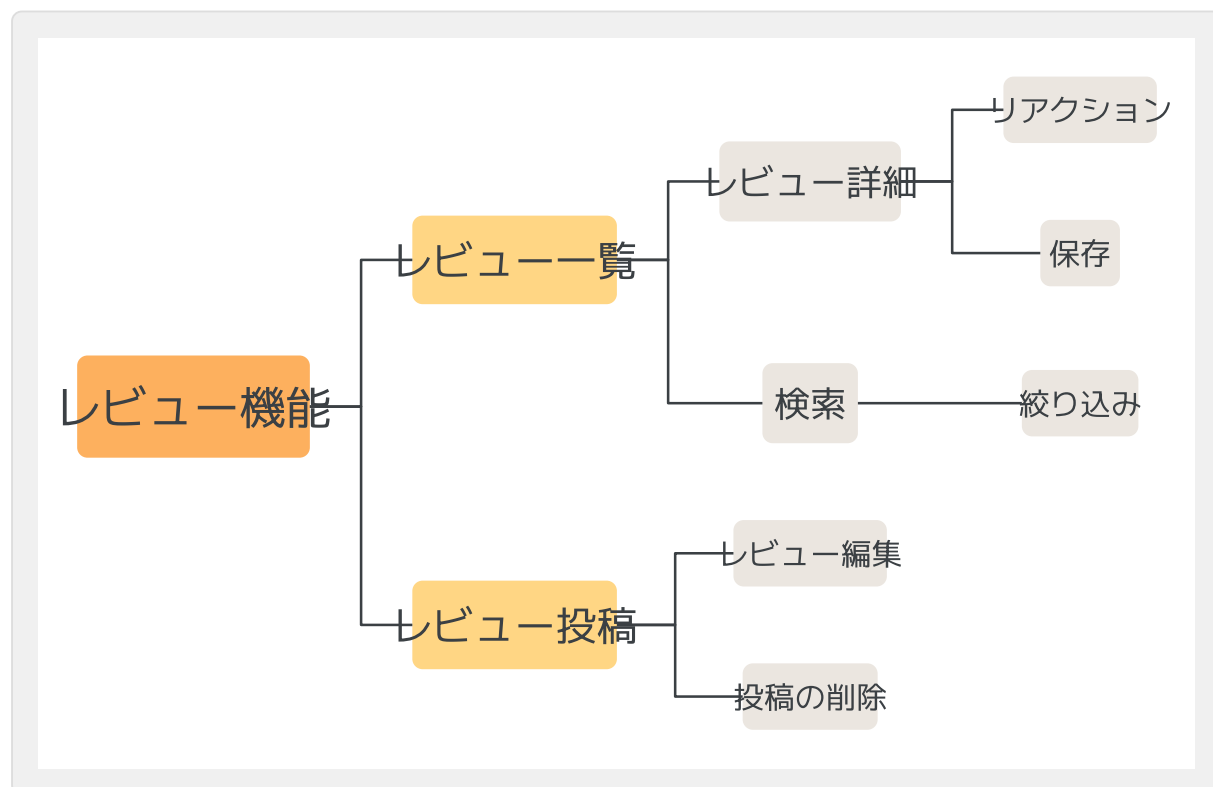 レビュー機能
レビュー一覧
レビュー詳細
リアクション
保存
検索
絞り込み
レビュー投稿
レビュー編集
投稿の削除